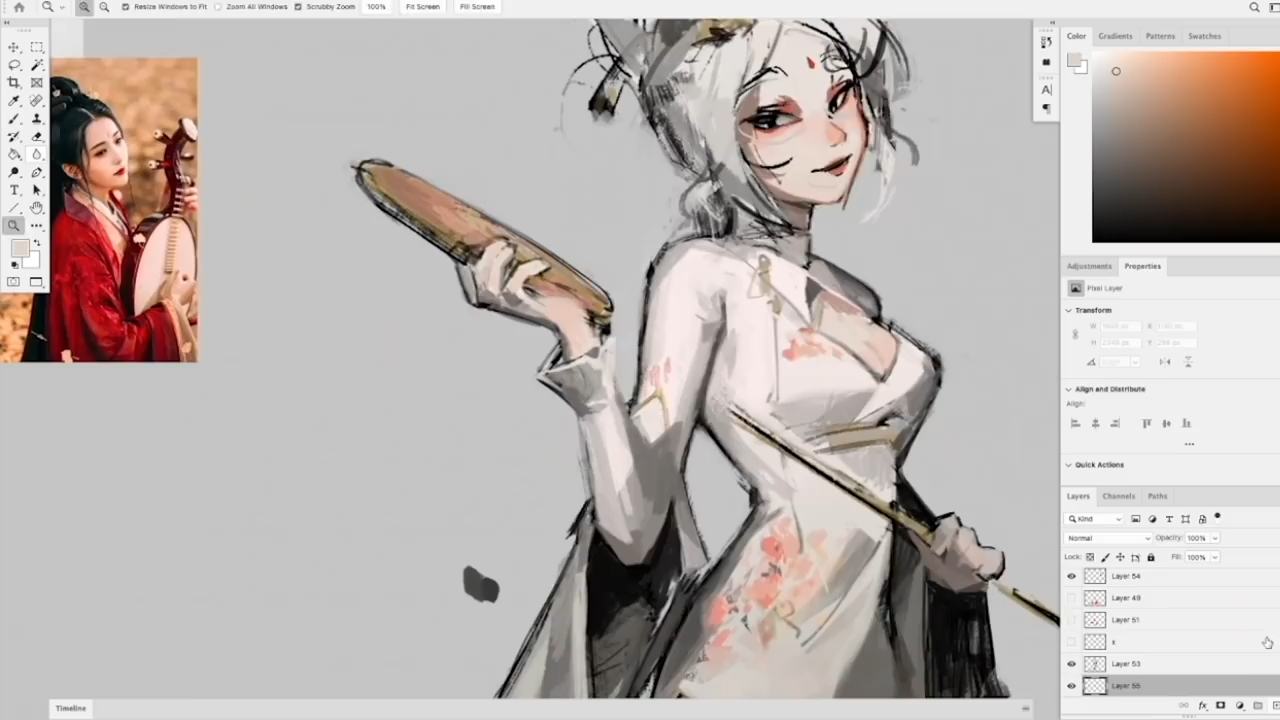 Resize Windows to Fit Zoom All Windows Scrubby Zoom 100% Fit Screen Fill Screen
Color Gradients Patterns Swatches
Adjustments Properties
Pixel Layer
Transform
W X
H Y
Align and Distribute
Align:
Quick Actions
Layers Channels Paths
Kind
Normal Opacity: 100%
Lock: Fill: 100%
Layer 54
Layer 49
Layer 51
x
Layer 53
Layer 55
Timeline